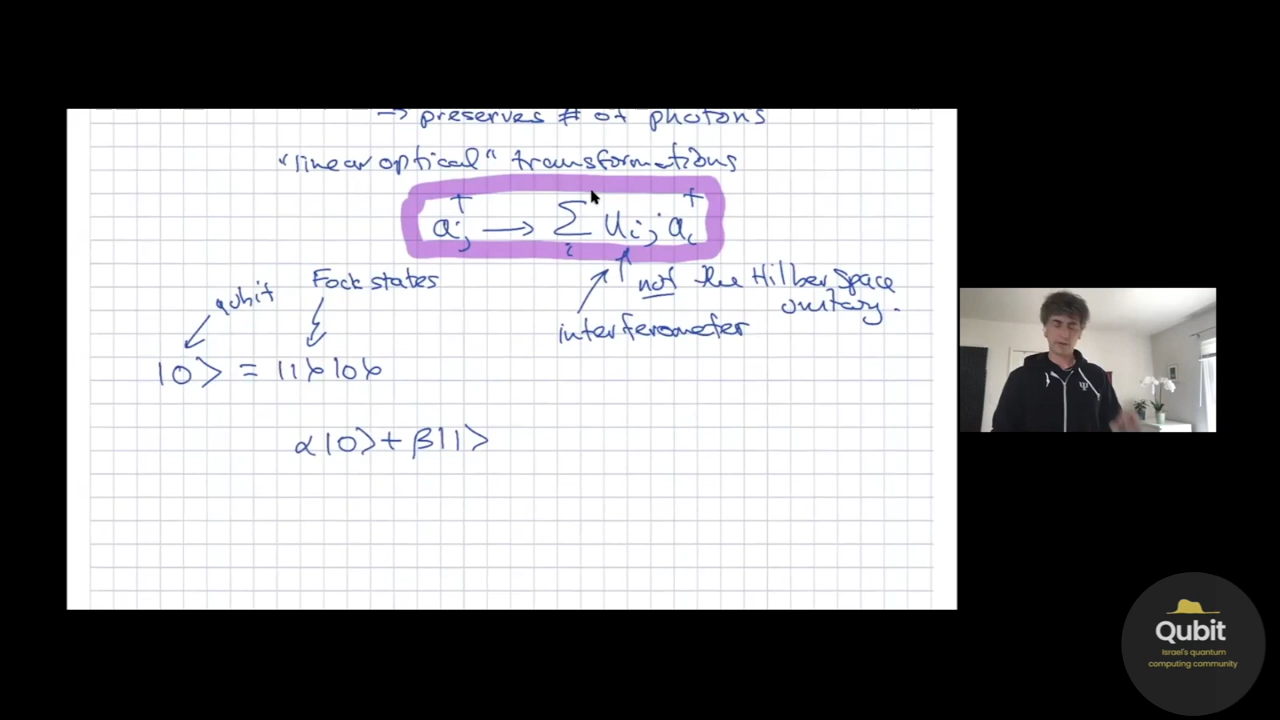 → preserves # of photons
"linear optical" transformations
a†j → Σi Uij a†i
not the Hilber Space
unitary.
interferometer
qubit
Fock states
|0⟩ = |1⟩|0⟩
α|0⟩+β|1⟩
Ψ
Qubit
Israel's quantum
computing community